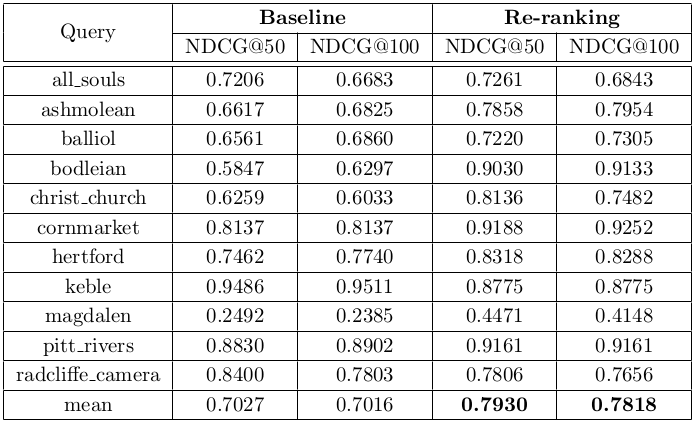 Query Baseline Re-ranking
NDCG@50 NDCG@100 NDCG@50 NDCG@100
all_souls 0.7206 0.6683 0.7261 0.6843
ashmolean 0.6617 0.6825 0.7858 0.7954
balliol 0.6561 0.6860 0.7220 0.7305
bodleian 0.5847 0.6297 0.9030 0.9133
christ_church 0.6259 0.6033 0.8136 0.7482
cornmarket 0.8137 0.8137 0.9188 0.9252
hertford 0.7462 0.7740 0.8318 0.8288
keble 0.9486 0.9511 0.8775 0.8775
magdalen 0.2492 0.2385 0.4471 0.4148
pitt_rivers 0.8830 0.8902 0.9161 0.9161
radcliffe_camera 0.8400 0.7803 0.7806 0.7656
mean 0.7027 0.7016 0.7930 0.7818